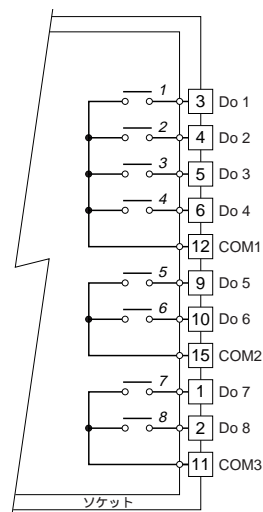 1 3 Do 1
2 4 Do 2
3 5 Do 3
4 6 Do 4
12 COM1
5 9 Do 5
6 10 Do 6
15 COM2
7 1 Do 7
8 2 Do 8
11 COM3
ソケット